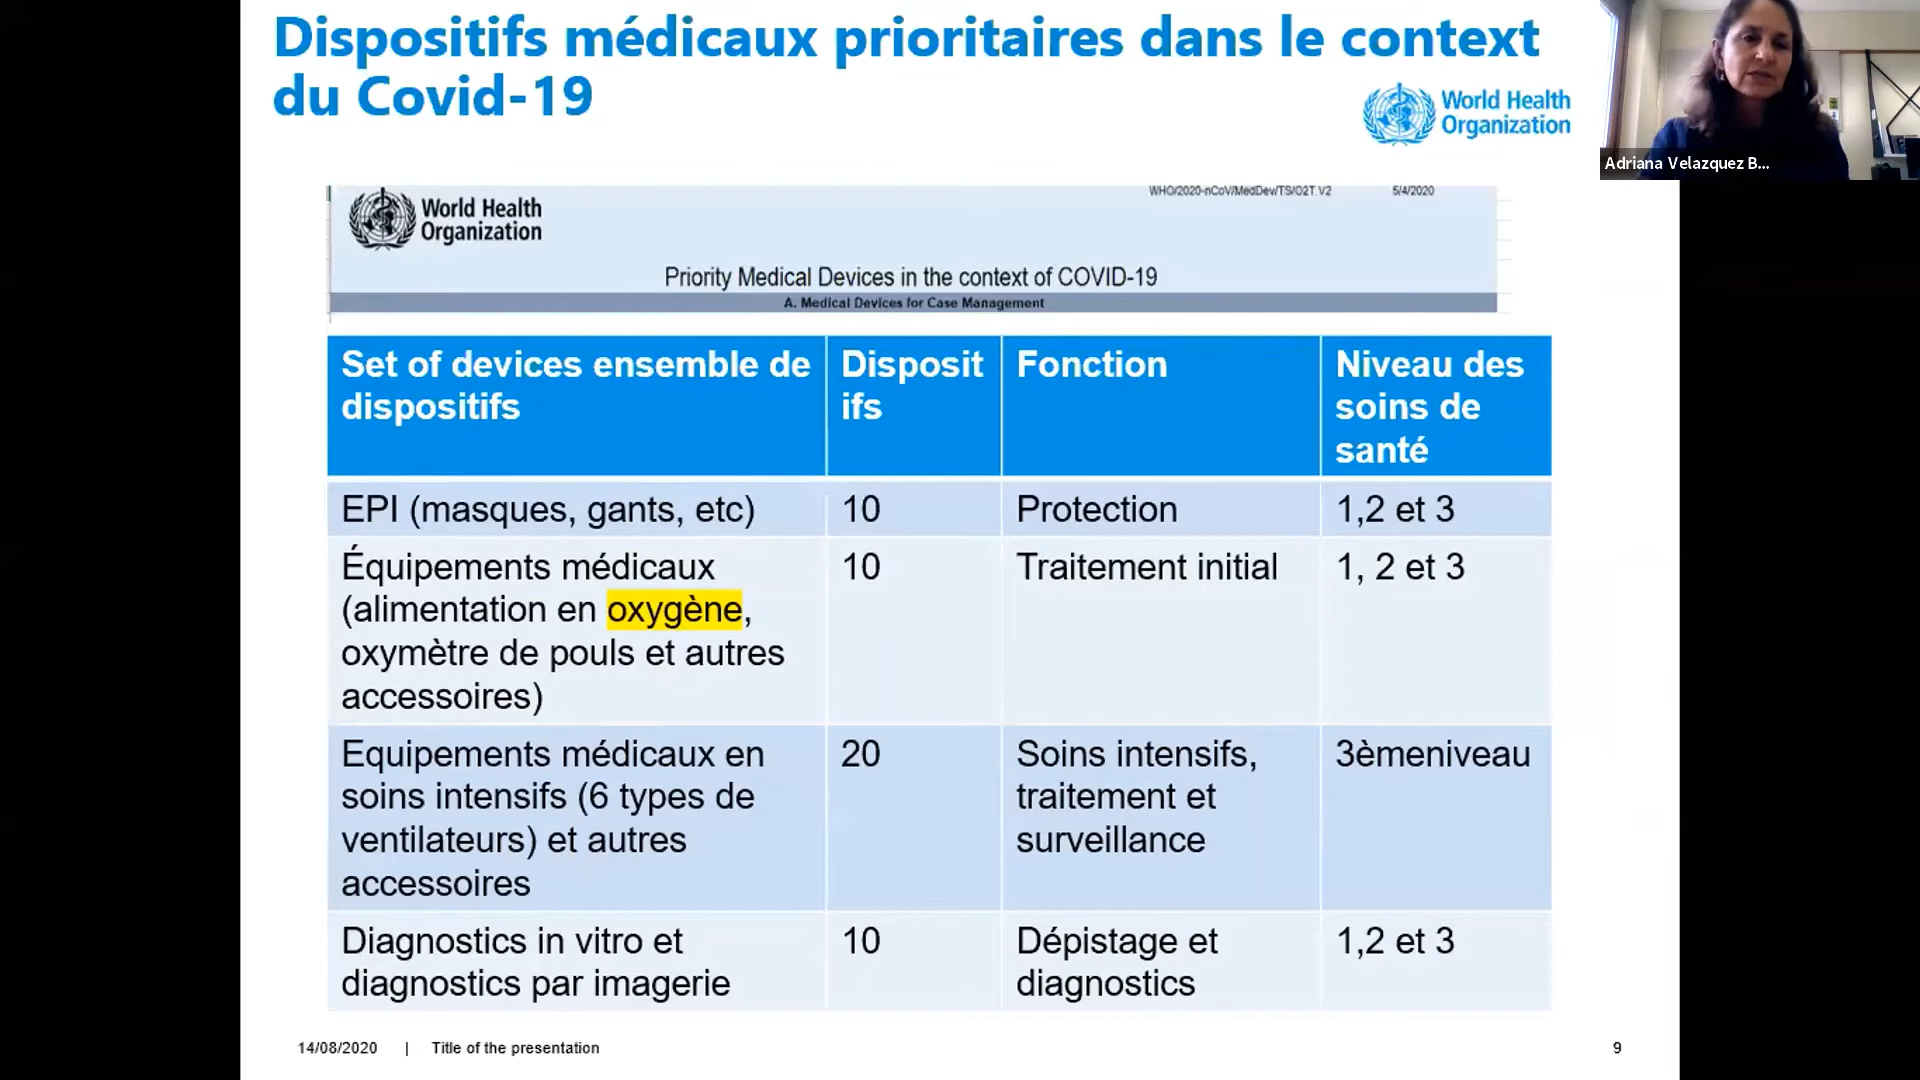 Dispositifs médicaux prioritaires dans le context
du Covid-19
World Health
Organization
Adriana Velazquez B...
WHO/2020-nCoV/MedDev/TS/O2T.V2 5/4/2020
World Health
Organization
Priority Medical Devices in the context of COVID-19
A. Medical Devices for Case Management
Set of devices ensemble de
dispositifs
Disposit
ifs
Fonction
Niveau des
soins de
santé
EPI (masques, gants, etc)
10
Protection
1,2 et 3
Équipements médicaux
(alimentation en oxygène,
oxymètre de pouls et autres
accessoires)
10
Traitement initial
1, 2 et 3
Equipements médicaux en
soins intensifs (6 types de
ventilateurs) et autres
accessoires
20
Soins intensifs,
traitement et
surveillance
3èmeniveau
Diagnostics in vitro et
diagnostics par imagerie
10
Dépistage et
diagnostics
1,2 et 3
14/08/2020 | Title of the presentation
9